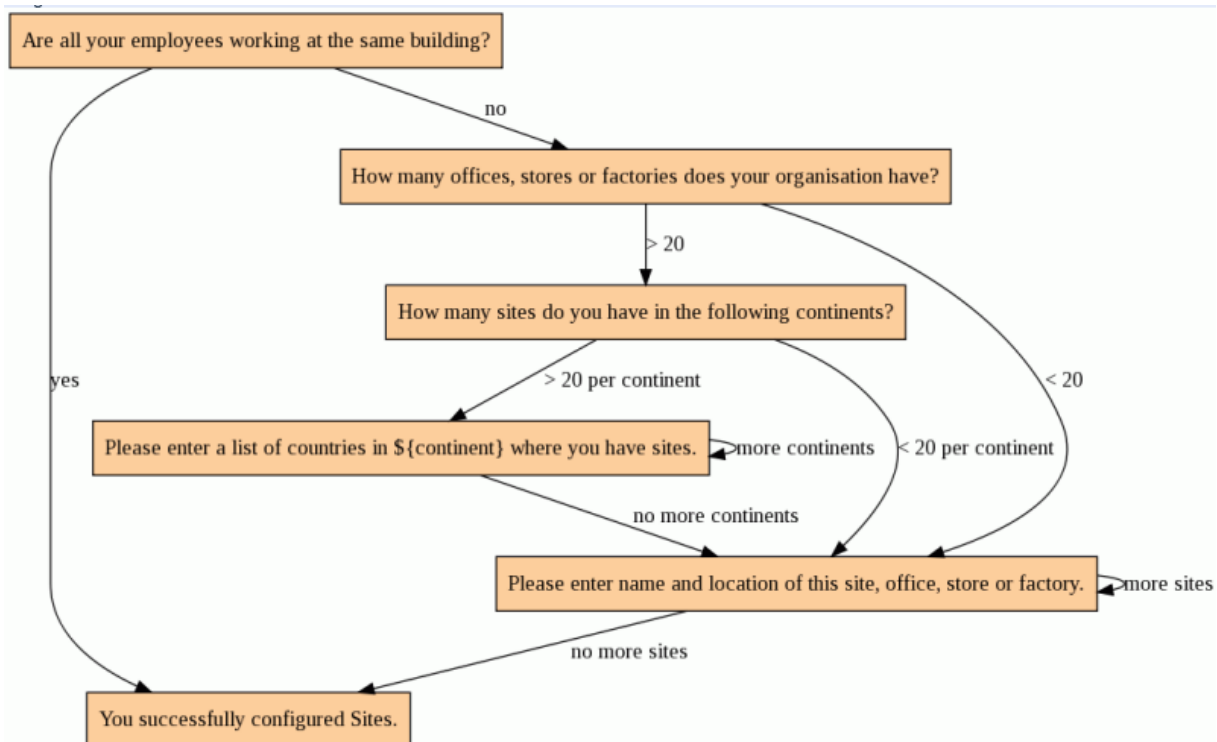 Are all your employees working at the same building?
no
How many offices, stores or factories does your organisation have?
> 20
How many sites do you have in the following continents?
yes
> 20 per continent
< 20
Please enter a list of countries in ${continent} where you have sites.
more continents
< 20 per continent
no more continents
Please enter name and location of this site, office, store or factory.
more sites
no more sites
You successfully configured Sites.